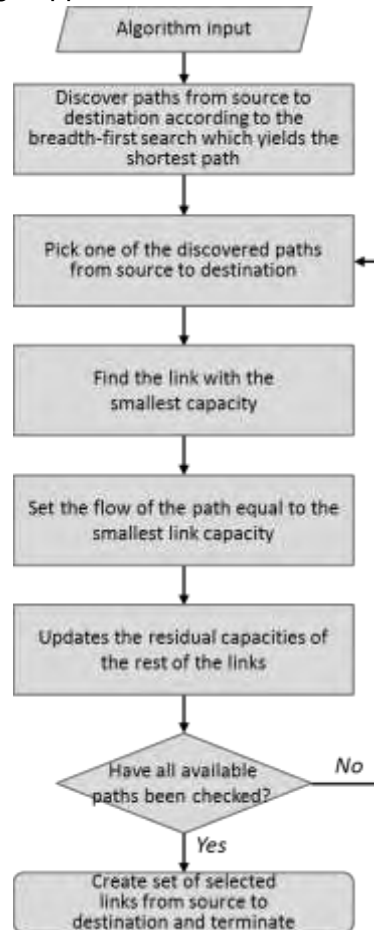 Algorithm input
Discover paths from source to
destination according to the
breadth-first search which yields the
shortest path
Pick one of the discovered paths
from source to destination
Find the link with the
smallest capacity
Set the flow of the path equal to the
smallest link capacity
Updates the residual capacities of
the rest of the links
Have all available
paths been checked?
No
Yes
Create set of selected
links from source to
destination and terminate